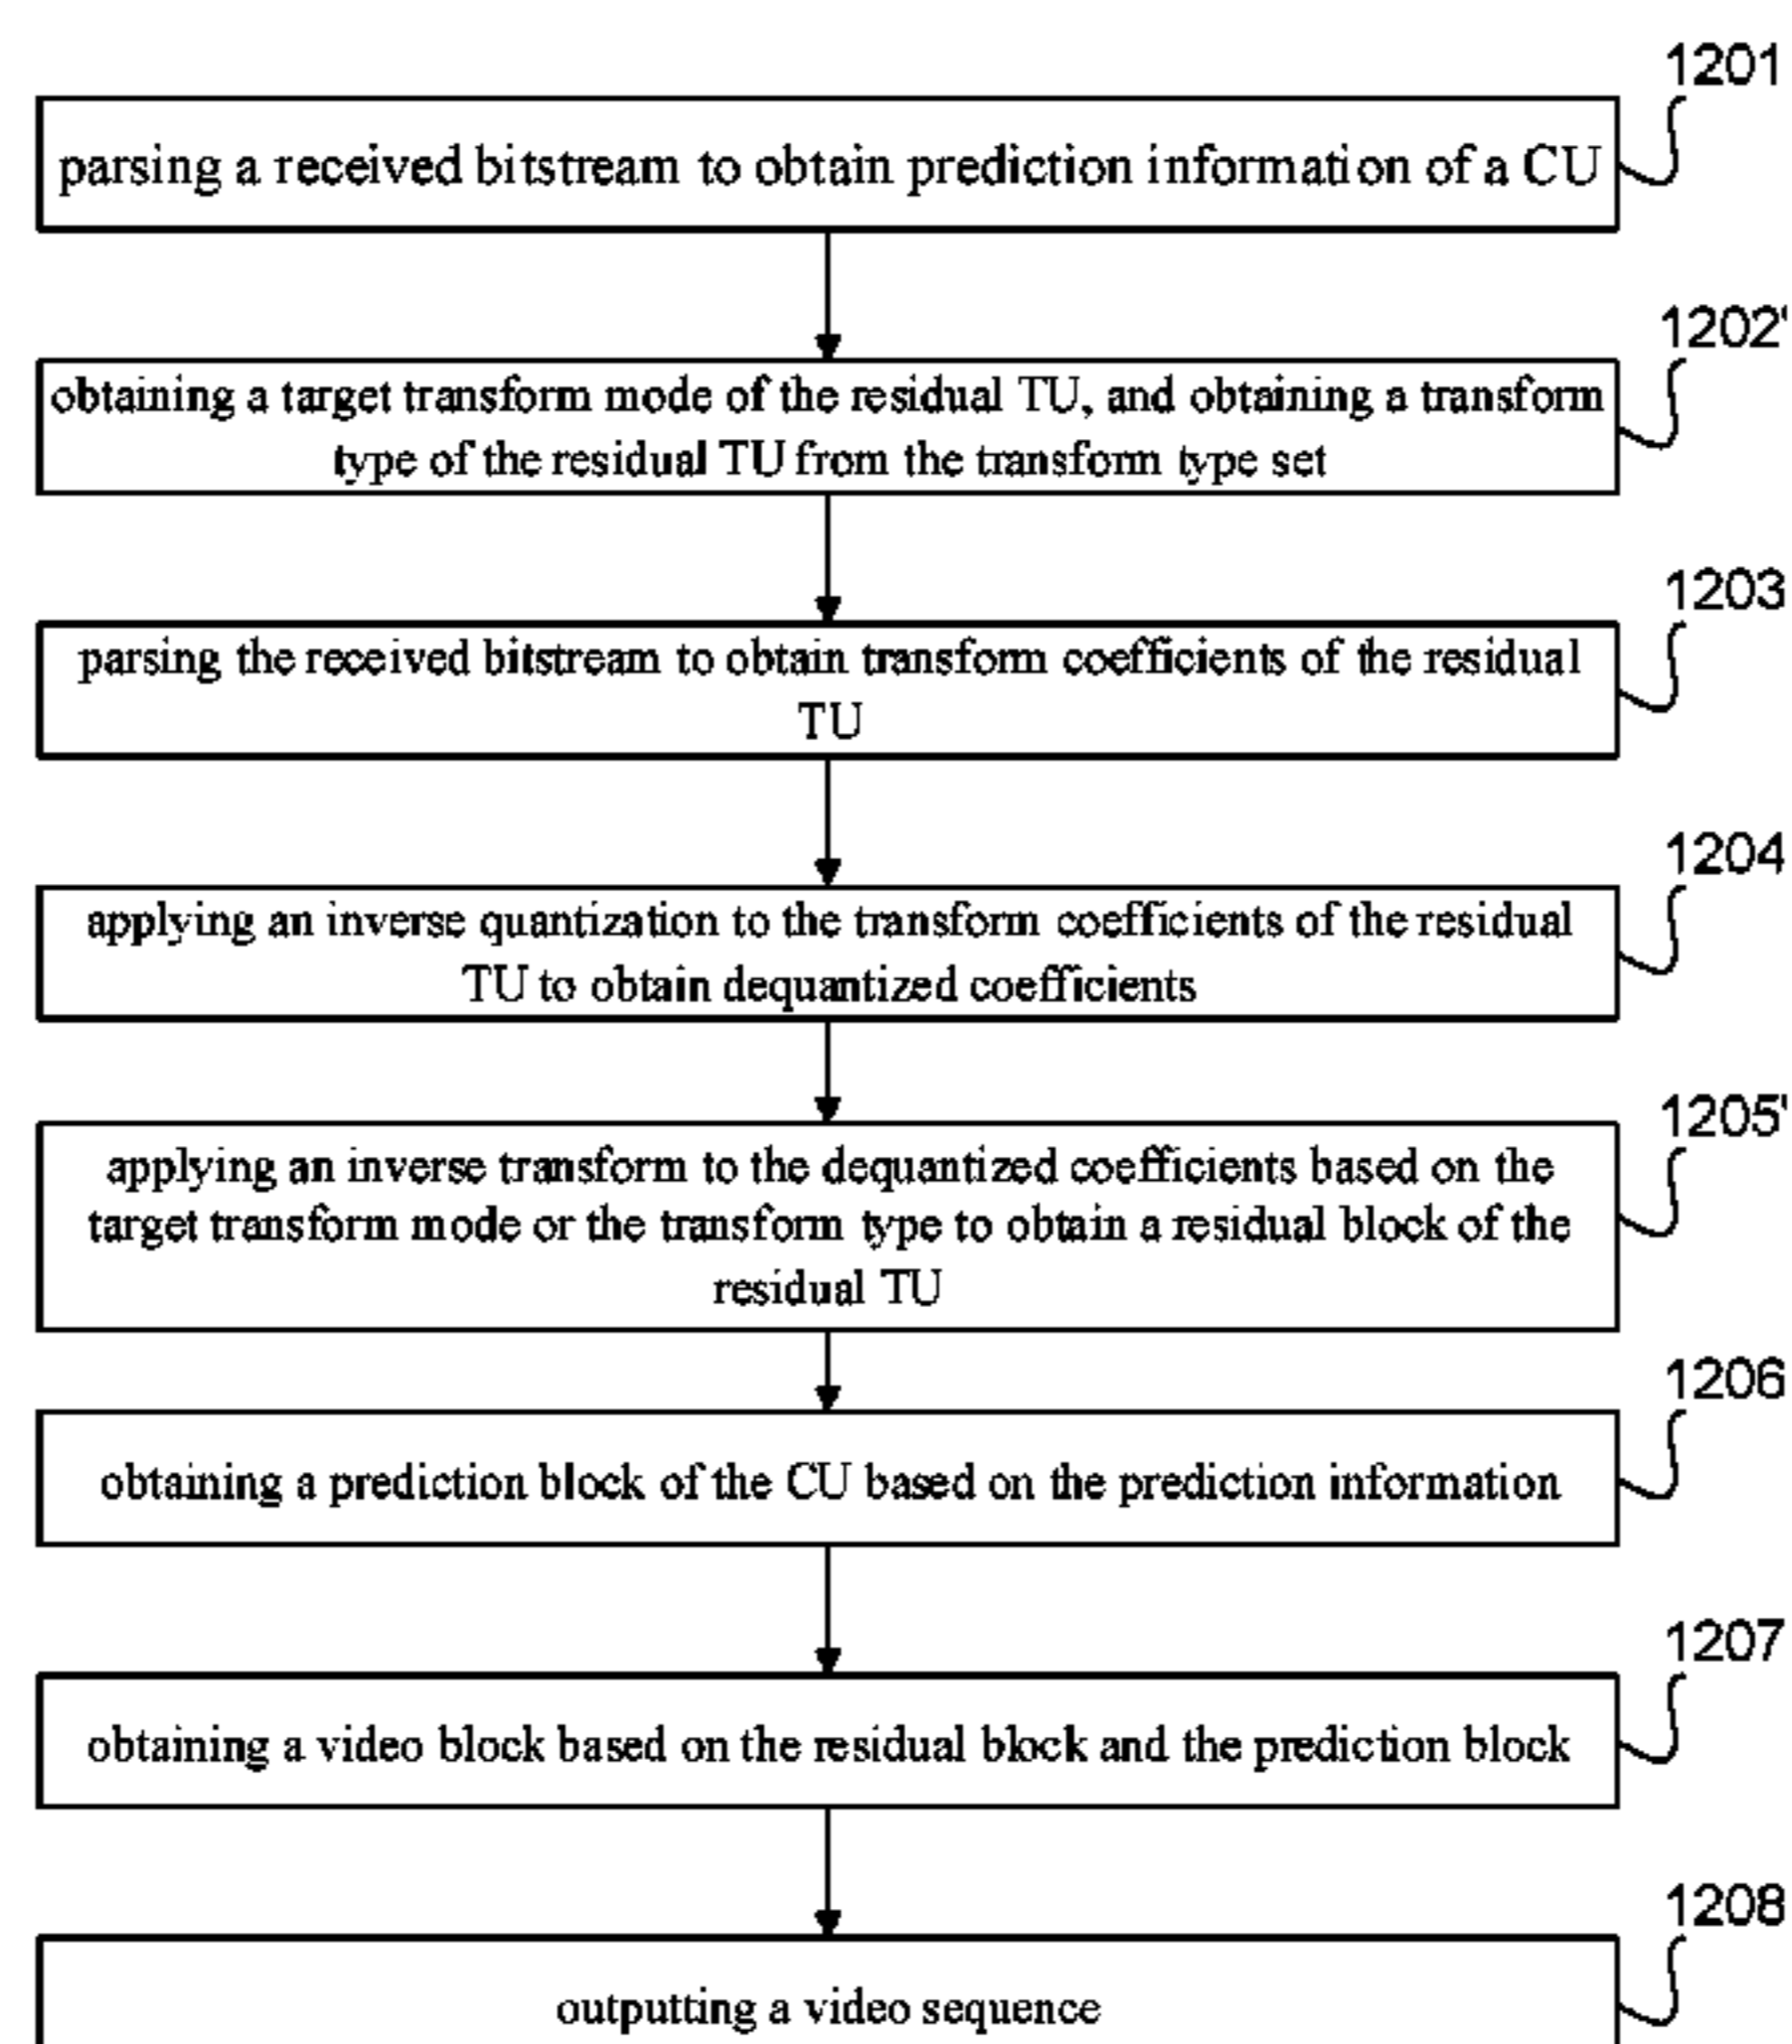 1201
parsing a received bitstream to obtain prediction information of a CU
1202'
obtaining a target transform mode of the residual TU, and obtaining a transform
type of the residual TU from the transform type set
1203
parsing the received bitstream to obtain transform coefficients of the residual
TU
1204
applying an inverse quantization to the transform coefficients of the residual
TU to obtain dequantized coefficients
1205'
applying an inverse transform to the dequantized coefficients based on the
target transform mode or the transform type to obtain a residual block of the
residual TU
1206
obtaining a prediction block of the CU based on the prediction information
1207
obtaining a video block based on the residual block and the prediction block
1208
outputting a video sequence